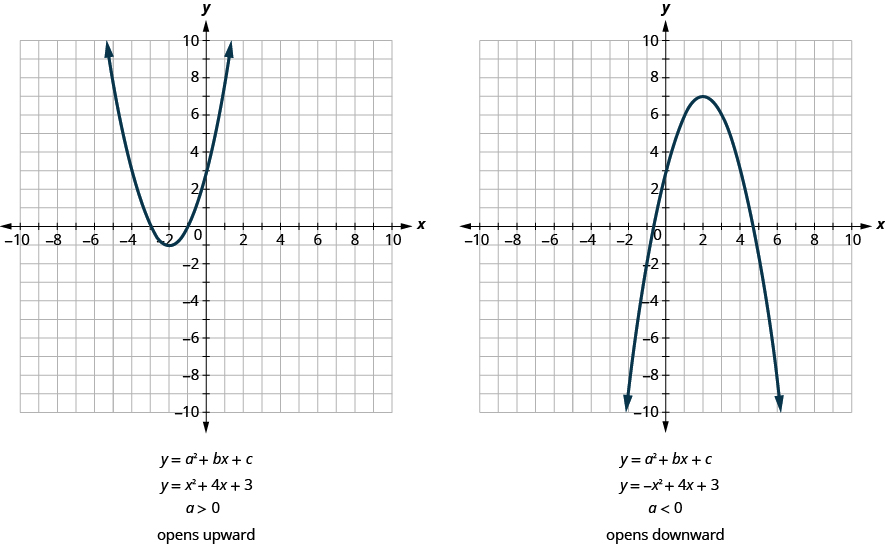 y y
10 10
8 8
6 6
4 4
2 2
x x
−10 −8 −6 −4 −2 0 2 4 6 8 10 −10 −8 −6 −4 −2 0 2 4 6 8 10
−2 −2
−4 −4
−6 −6
−8 −8
−10 −10
y = a² + bx + c y = a² + bx + c
y = x² + 4x + 3 y = −x² + 4x + 3
a > 0 a < 0
opens upward opens downward